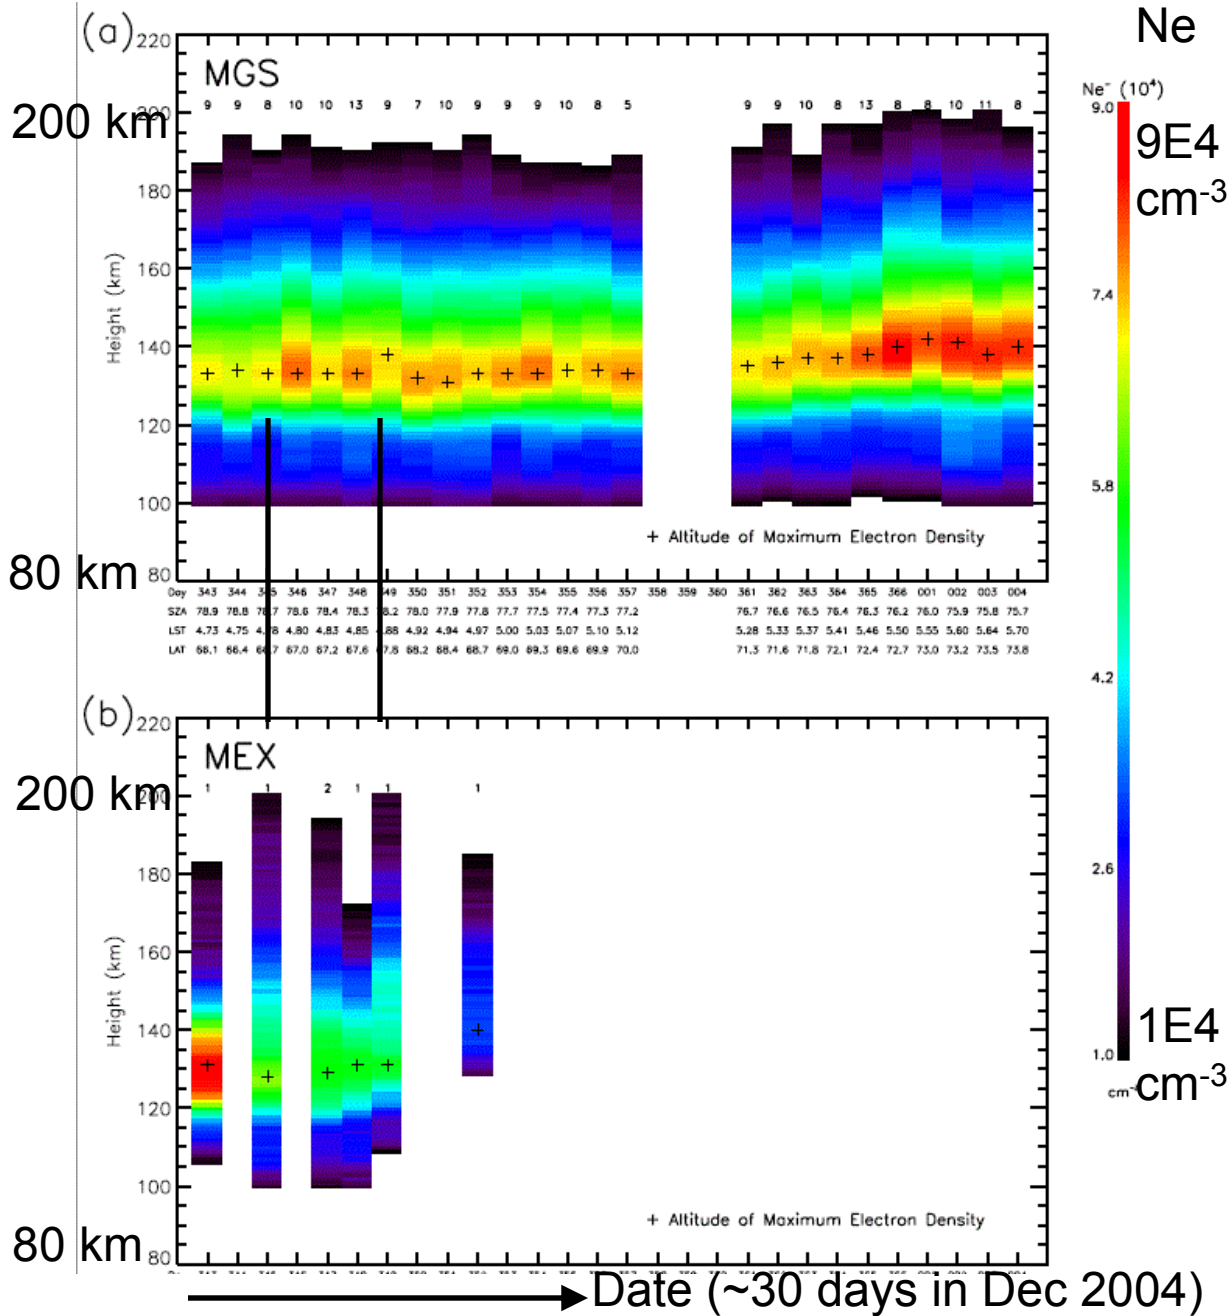 Ne
(a)
220
MGS
Ne⁻ (10⁴)
9 9 8 10 10 13 9 7 10 9 9 9 10 8 5 9 9 10 8 13 8 8 10 11 8
9.0
200 km
200
9E4
cm-3
180
160
7.4
Height (km)
140
120
5.8
100
+ Altitude of Maximum Electron Density
80 km
80
Day 343 344 346 347 348 350 351 352 353 354 355 356 357 358 359 360 361 361 362 363 364 365 366 001 002 003 004
SZA 78.9 78.8 78.6 78.4 78.3 78.0 77.9 77.8 77.7 77.5 77.4 77.3 77.2 76.7 76.6 76.5 76.4 76.3 76.2 76.0 75.9 75.8 75.7
LST 4.73 4.75 4.80 4.83 4.85 4.92 4.94 4.97 5.00 5.03 5.07 5.10 5.12 5.28 5.33 5.37 5.41 5.46 5.50 5.55 5.60 5.64 5.70
LAT 66.1 66.4 67.0 67.2 67.6 68.2 68.4 68.7 69.0 69.3 69.6 69.9 70.0 71.3 71.6 71.8 72.1 72.4 72.7 73.0 73.2 73.5 73.8
4.2
(b)
220
MEX
200 km
200
1 1 2 1 1 1
180
2.6
160
Height (km)
140
1E4
1.0
cm-3
120
100
+ Altitude of Maximum Electron Density
80 km
80
Date (~30 days in Dec 2004)